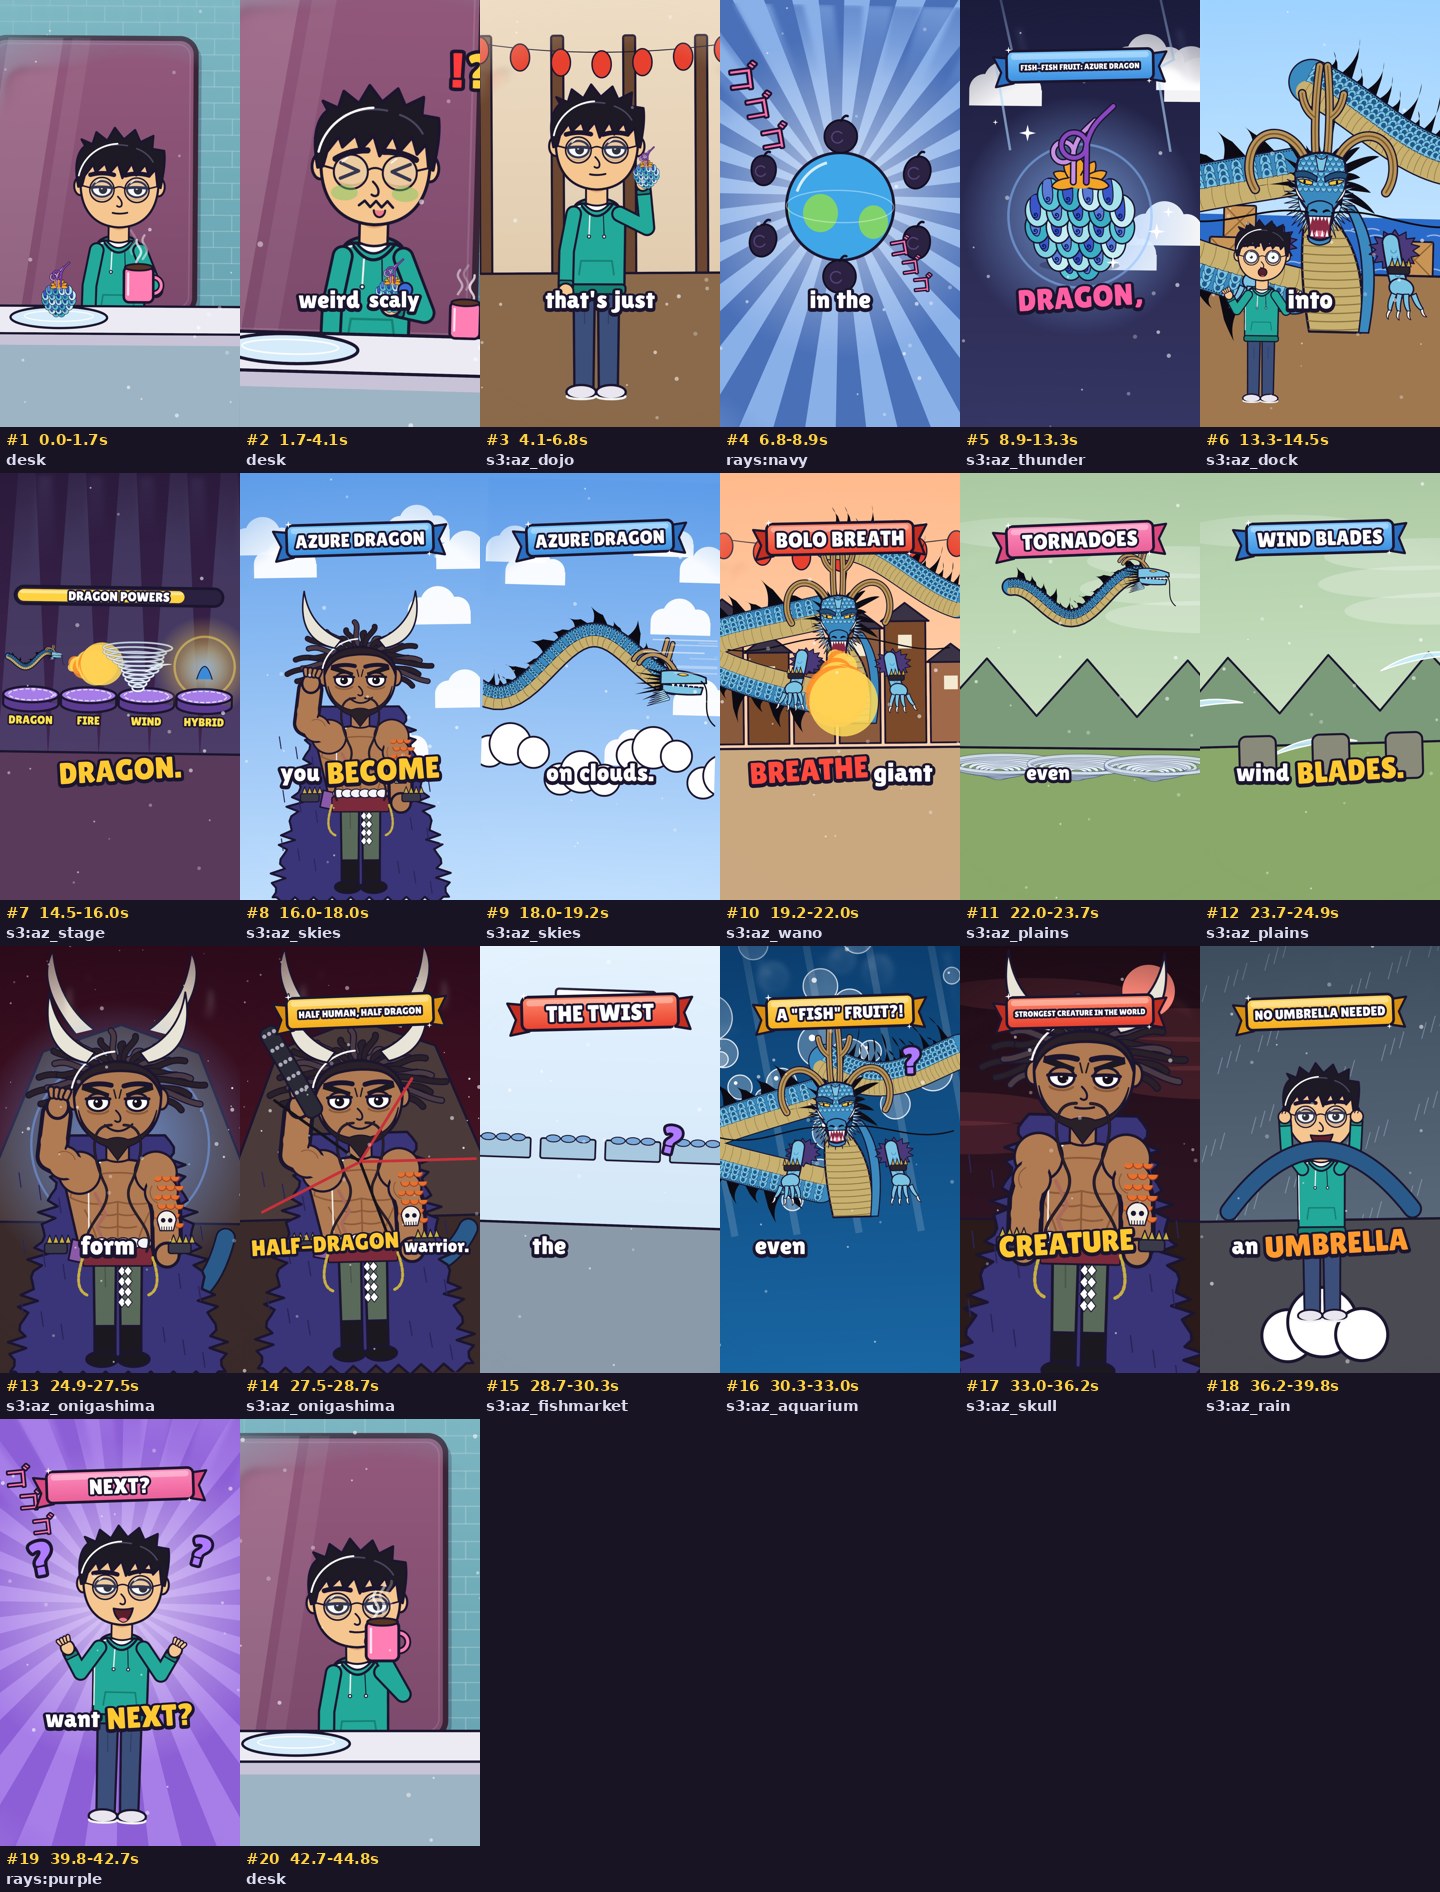 !?
weird scaly
that's just
ゴゴゴ
ゴゴゴ
in the
FISH-FISH FRUIT: AZURE DRAGON
DRAGON,
into
#1 0.0-1.7s
desk
#2 1.7-4.1s
desk
#3 4.1-6.8s
s3:az_dojo
#4 6.8-8.9s
rays:navy
#5 8.9-13.3s
s3:az_thunder
#6 13.3-14.5s
s3:az_dock
DRAGON POWERS
DRAGON FIRE WIND HYBRID
DRAGON.
AZURE DRAGON
you BECOME
AZURE DRAGON
on clouds.
BOLO BREATH
BREATHE giant
TORNADOES
even
WIND BLADES
wind BLADES.
#7 14.5-16.0s
s3:az_stage
#8 16.0-18.0s
s3:az_skies
#9 18.0-19.2s
s3:az_skies
#10 19.2-22.0s
s3:az_wano
#11 22.0-23.7s
s3:az_plains
#12 23.7-24.9s
s3:az_plains
form
HALF HUMAN, HALF DRAGON
HALF-DRAGON warrior.
THE TWIST
?
the
A "FISH" FRUIT?!
?
even
STRONGEST CREATURE IN THE WORLD
CREATURE
NO UMBRELLA NEEDED
an UMBRELLA
#13 24.9-27.5s
s3:az_onigashima
#14 27.5-28.7s
s3:az_onigashima
#15 28.7-30.3s
s3:az_fishmarket
#16 30.3-33.0s
s3:az_aquarium
#17 33.0-36.2s
s3:az_skull
#18 36.2-39.8s
s3:az_rain
ゴゴゴ
NEXT?
? ?
want NEXT?
#19 39.8-42.7s
rays:purple
#20 42.7-44.8s
desk